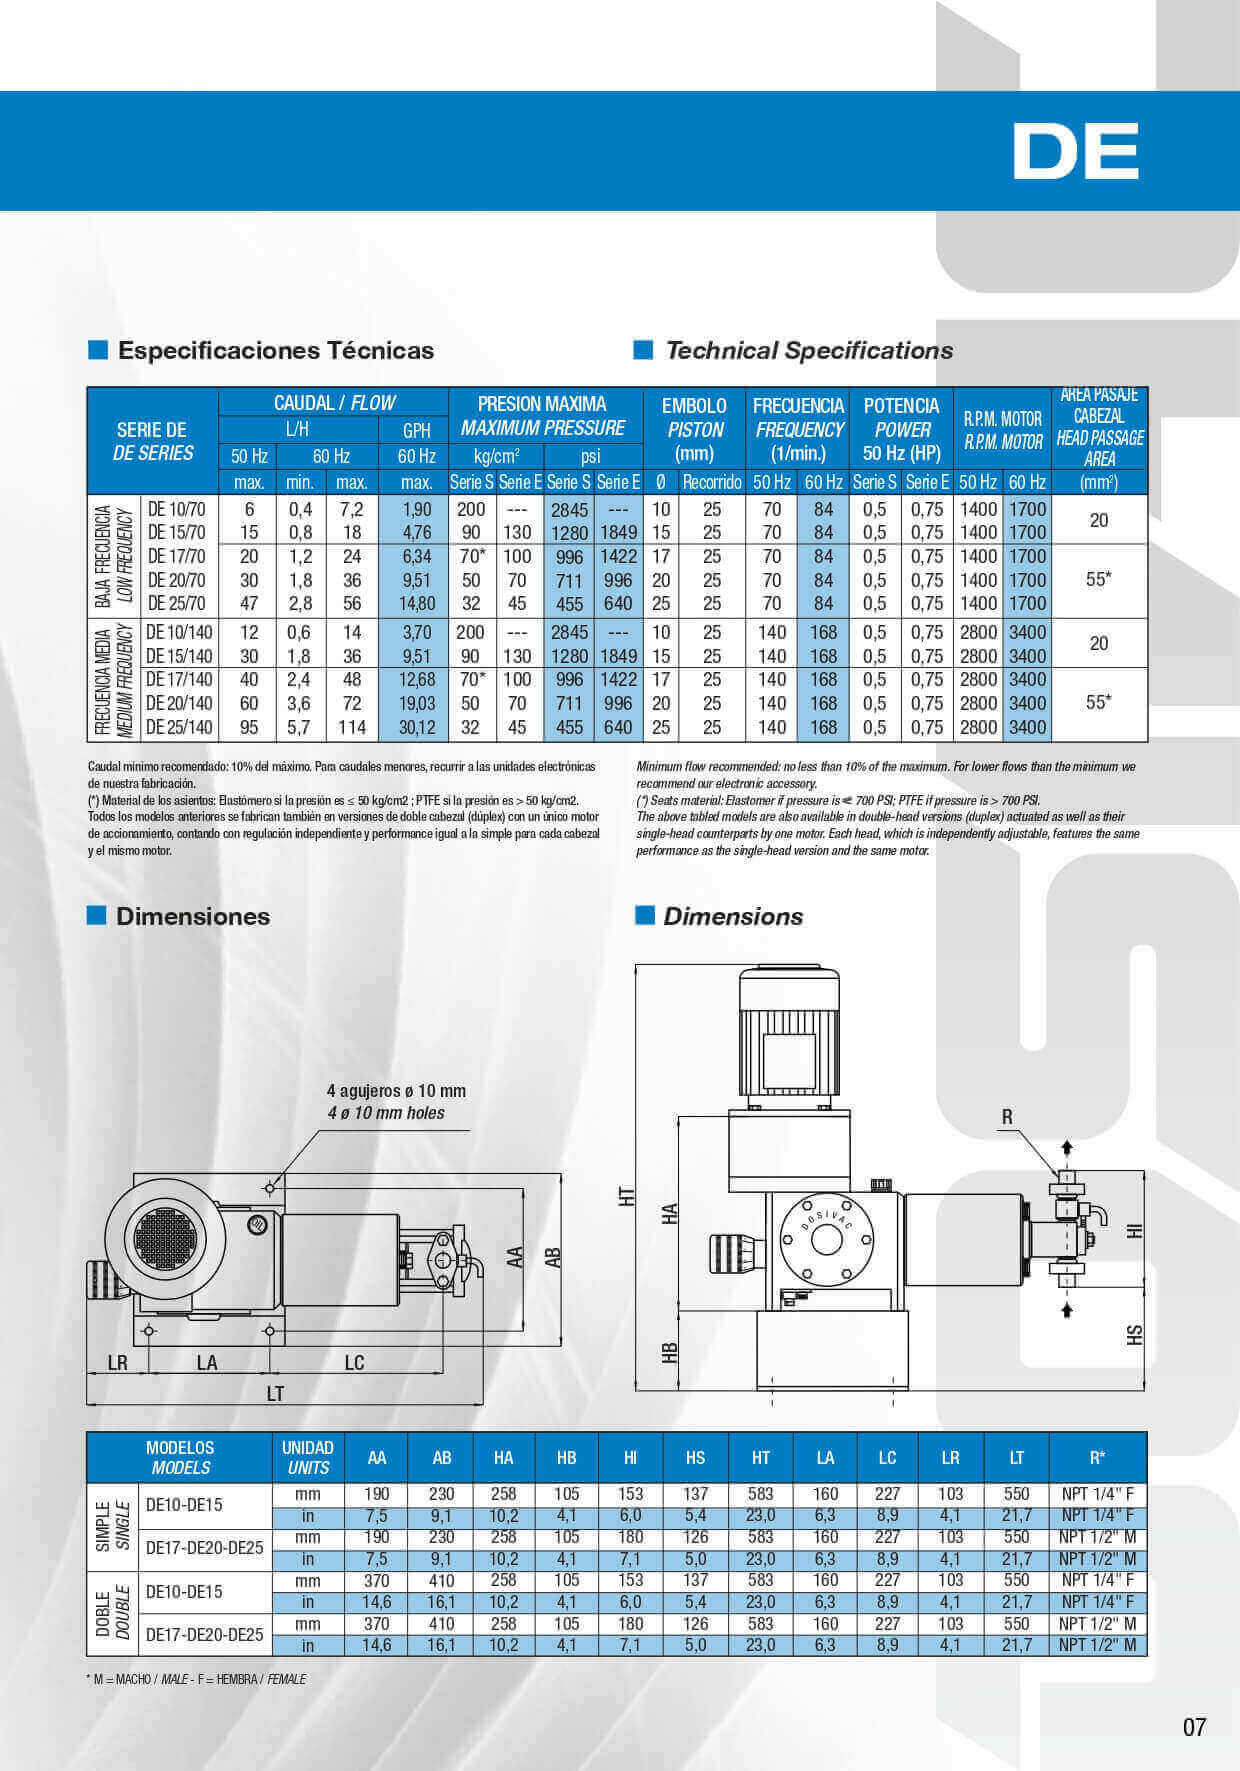 DE
Especificaciones Técnicas
Technical Specifications
SERIE DE
DE SERIES
CAUDAL / FLOW
L/H
GPH
50 Hz 60 Hz 60 Hz
max. min. max. max.
PRESION MAXIMA
MAXIMUM PRESSURE
kg/cm² psi
Serie S Serie E Serie S Serie E
EMBOLO
PISTON
(mm)
Ø Recorrido
FRECUENCIA
FREQUENCY
(1/min.)
50 Hz 60 Hz
POTENCIA
POWER
50 Hz (HP)
Serie S Serie E
R.P.M. MOTOR
R.P.M. MOTOR
50 Hz 60 Hz
AREA PASAJE
CABEZAL
HEAD PASSAGE
AREA
(mm²)
BAJA FRECUENCIA
LOW FREQUENCY
DE 10/70 6 0,4 7,2 1,90 200 --- 2845 --- 10 25 70 84 0,5 0,75 1400 1700
DE 15/70 15 0,8 18 4,76 90 130 1280 1849 15 25 70 84 0,5 0,75 1400 1700
20
DE 17/70 20 1,2 24 6,34 70* 100 996 1422 17 25 70 84 0,5 0,75 1400 1700
DE 20/70 30 1,8 36 9,51 50 70 711 996 20 25 70 84 0,5 0,75 1400 1700
55*
DE 25/70 47 2,8 56 14,80 32 45 455 640 25 25 70 84 0,5 0,75 1400 1700
FRECUENCIA MEDIA
MEDIUM FREQUENCY
DE 10/140 12 0,6 14 3,70 200 --- 2845 --- 10 25 140 168 0,5 0,75 2800 3400
DE 15/140 30 1,8 36 9,51 90 130 1280 1849 15 25 140 168 0,5 0,75 2800 3400
20
DE 17/140 40 2,4 48 12,68 70* 100 996 1422 17 25 140 168 0,5 0,75 2800 3400
DE 20/140 60 3,6 72 19,03 50 70 711 996 20 25 140 168 0,5 0,75 2800 3400
55*
DE 25/140 95 5,7 114 30,12 32 45 455 640 25 25 140 168 0,5 0,75 2800 3400
Caudal mínimo recomendado: 10% del máximo. Para caudales menores, recurrir a las unidades electrónicas
de nuestra fabricación.
(*) Material de los asientos: Elastómero si la presión es ≤ 50 kg/cm2 ; PTFE si la presión es > 50 kg/cm2.
Todos los modelos anteriores se fabrican también en versiones de doble cabezal (dúplex) con un único motor
de accionamiento, contando con regulación independiente y performance igual a la simple para cada cabezal
y el mismo motor.
Minimum flow recommended: no less than 10% of the maximum. For lower flows than the minimum we
recommend our electronic accessory.
(*) Seats material: Elastomer if pressure is ≤ 700 PSI; PTFE if pressure is > 700 PSI.
The above tabled models are also available in double-head versions (duplex) actuated as well as their
single-head counterparts by one motor. Each head, which is independently adjustable, features the same
performance as the single-head version and the same motor.
Dimensiones
Dimensions
4 agujeros ø 10 mm
4 ø 10 mm holes
AA
AB
LR LA LC
LT
HT
HA
HB
DOSIVAC
R
HI
HS
MODELOS
MODELS
UNIDAD
UNITS
AA AB HA HB HI HS HT LA LC LR LT R*
SIMPLE
SINGLE
DE10-DE15
mm 190 230 258 105 153 137 583 160 227 103 550 NPT 1/4" F
in 7,5 9,1 10,2 4,1 6,0 5,4 23,0 6,3 8,9 4,1 21,7 NPT 1/4" F
DE17-DE20-DE25
mm 190 230 258 105 180 126 583 160 227 103 550 NPT 1/2" M
in 7,5 9,1 10,2 4,1 7,1 5,0 23,0 6,3 8,9 4,1 21,7 NPT 1/2" M
DOBLE
DOUBLE
DE10-DE15
mm 370 410 258 105 153 137 583 160 227 103 550 NPT 1/4" F
in 14,6 16,1 10,2 4,1 6,0 5,4 23,0 6,3 8,9 4,1 21,7 NPT 1/4" F
DE17-DE20-DE25
mm 370 410 258 105 180 126 583 160 227 103 550 NPT 1/2" M
in 14,6 16,1 10,2 4,1 7,1 5,0 23,0 6,3 8,9 4,1 21,7 NPT 1/2" M
* M = MACHO / MALE - F = HEMBRA / FEMALE
07